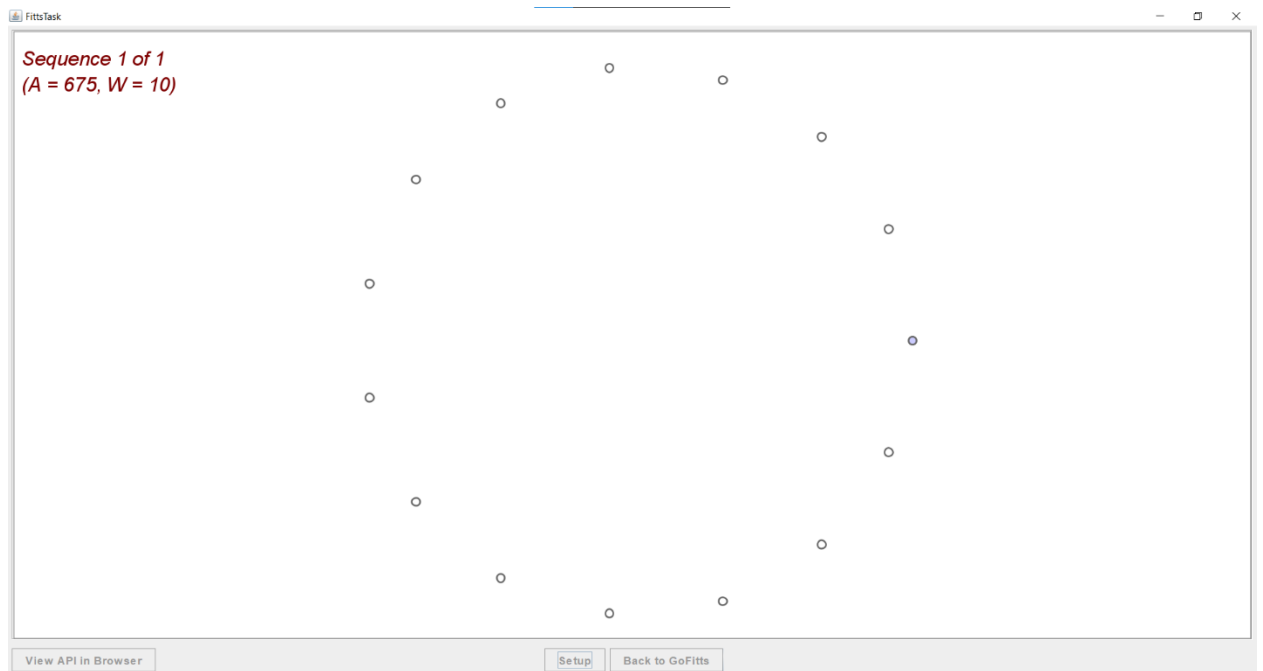 FittsTask
Sequence 1 of 1
(A = 675, W = 10)
View API in Browser
Setup
Back to GoFitts